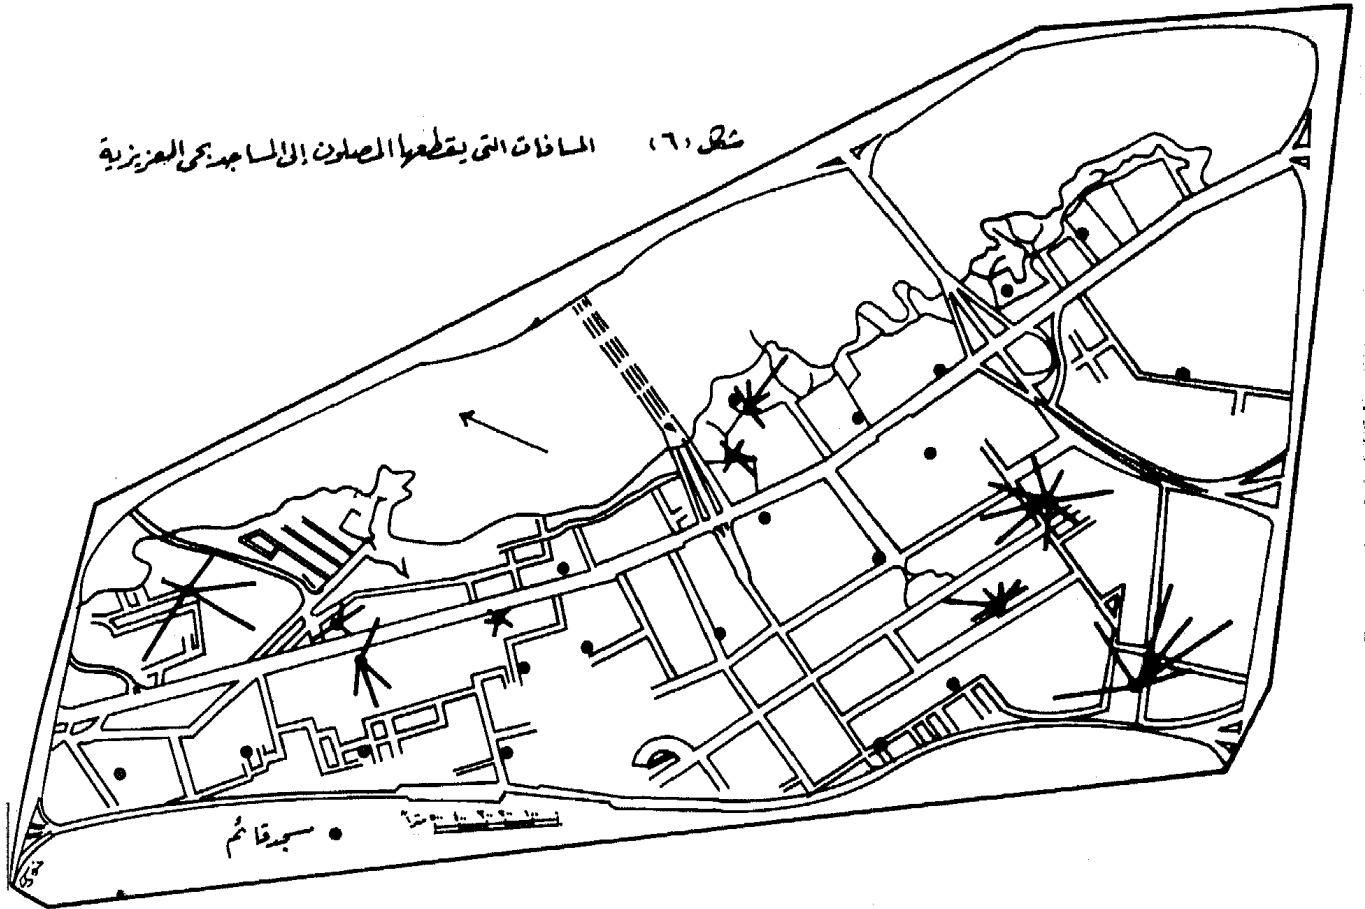 شكل (٦) المسافات التي يقطعها المصلون إلى المساجد بحي العزيزية
مسجد قائم